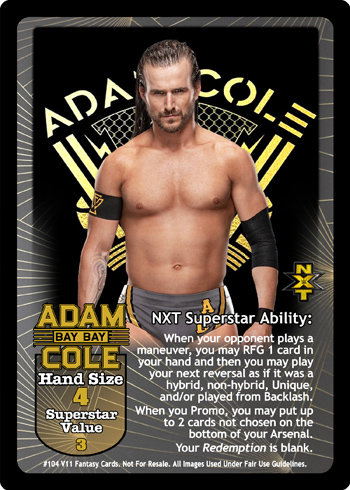 ADAM COLE
NXT
ADAM
BAY BAY
COLE
Hand Size
4
Superstar
Value
3
NXT Superstar Ability:
When your opponent plays a
maneuver, you may RFG 1 card in
your hand and then you may play
your next reversal as if it was a
hybrid, non-hybrid, Unique,
and/or played from Backlash.
When you Promo, you may put up
to 2 cards not chosen on the
bottom of your Arsenal.
Your Redemption is blank.
#104 V11 Fantasy Cards. Not For Resale. All Images Used Under Fair Use Guidelines.